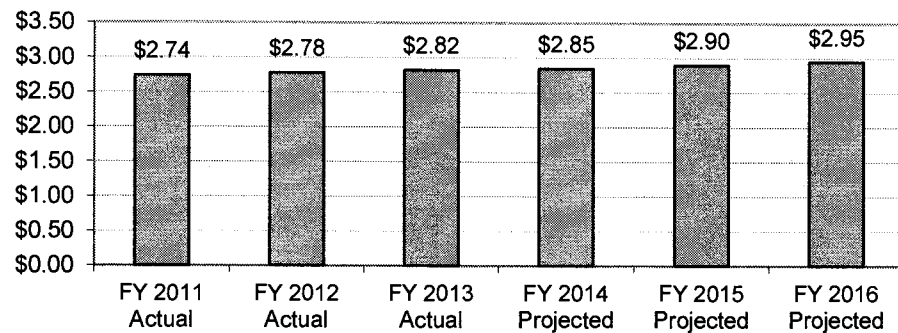 $3.50
$3.00
$2.50
$2.00
$1.50
$1.00
$0.50
$0.00
$2.74 $2.78 $2.82 $2.85 $2.90 $2.95
FY 2011 FY 2012 FY 2013 FY 2014 FY 2015 FY 2016
Actual Actual Actual Projected Projected Projected